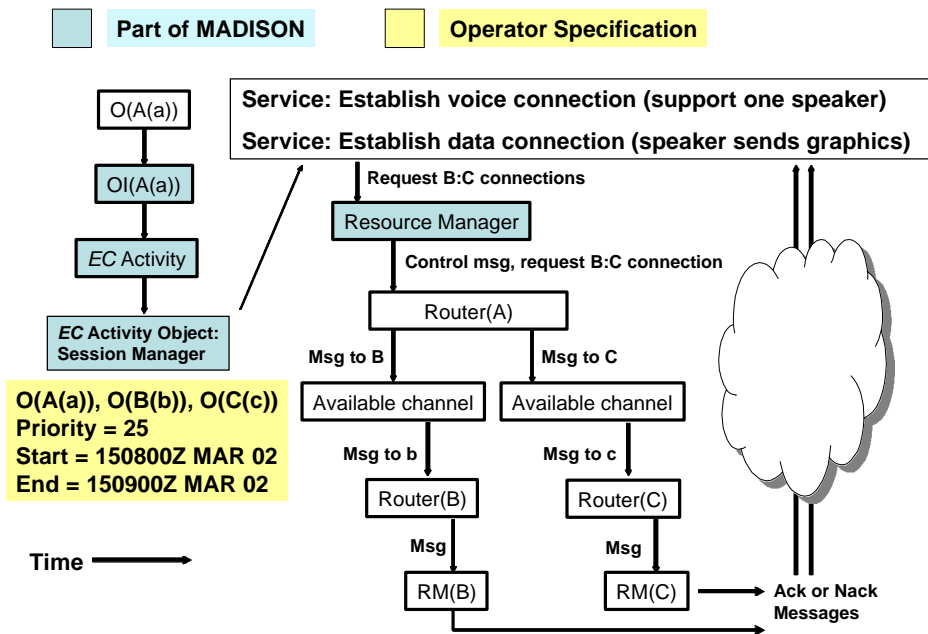 Part of MADISON
Operator Specification
O(A(a))
OI(A(a))
EC Activity
EC Activity Object:
Session Manager
Service: Establish voice connection (support one speaker)
Service: Establish data connection (speaker sends graphics)
Request B:C connections
Resource Manager
Control msg, request B:C connection
Router(A)
Msg to B
Msg to C
Available channel
Available channel
O(A(a)), O(B(b)), O(C(c))
Priority = 25
Start = 150800Z MAR 02
End = 150900Z MAR 02
Msg to b
Msg to c
Router(B)
Router(C)
Time
Msg
Msg
RM(B)
RM(C)
Ack or Nack
Messages